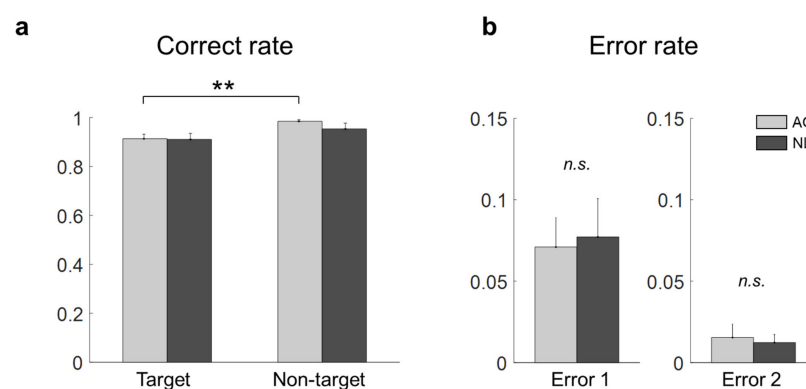 a
Correct rate
**
1
0.8
0.6
0.4
0.2
0
Target Non-target
b
Error rate
0.15
0.1
0.05
0
n.s.
Error 1
0.15
0.1
0.05
0
n.s.
Error 2